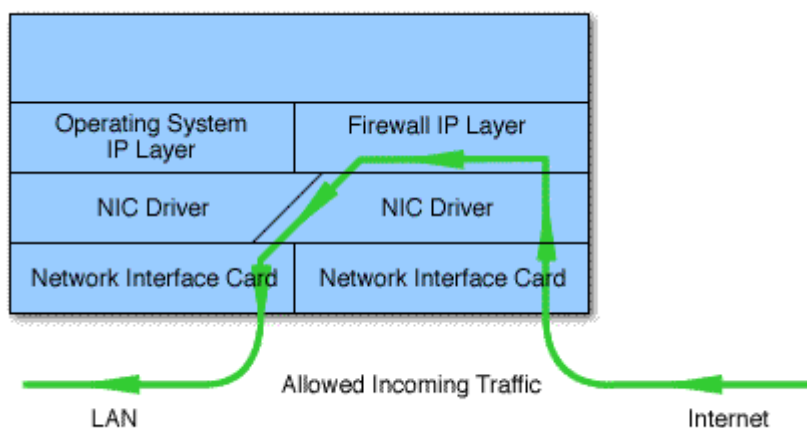 Operating System
IP Layer
Firewall IP Layer
NIC Driver
NIC Driver
Network Interface Card
Network Interface Card
Allowed Incoming Traffic
LAN
Internet